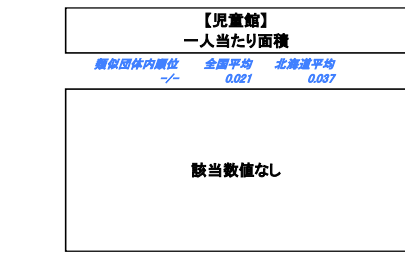 【児童館】
一人当たり面積
類似団体内順位 全国平均 北海道平均
-/- 0.021 0.037
該当数値なし